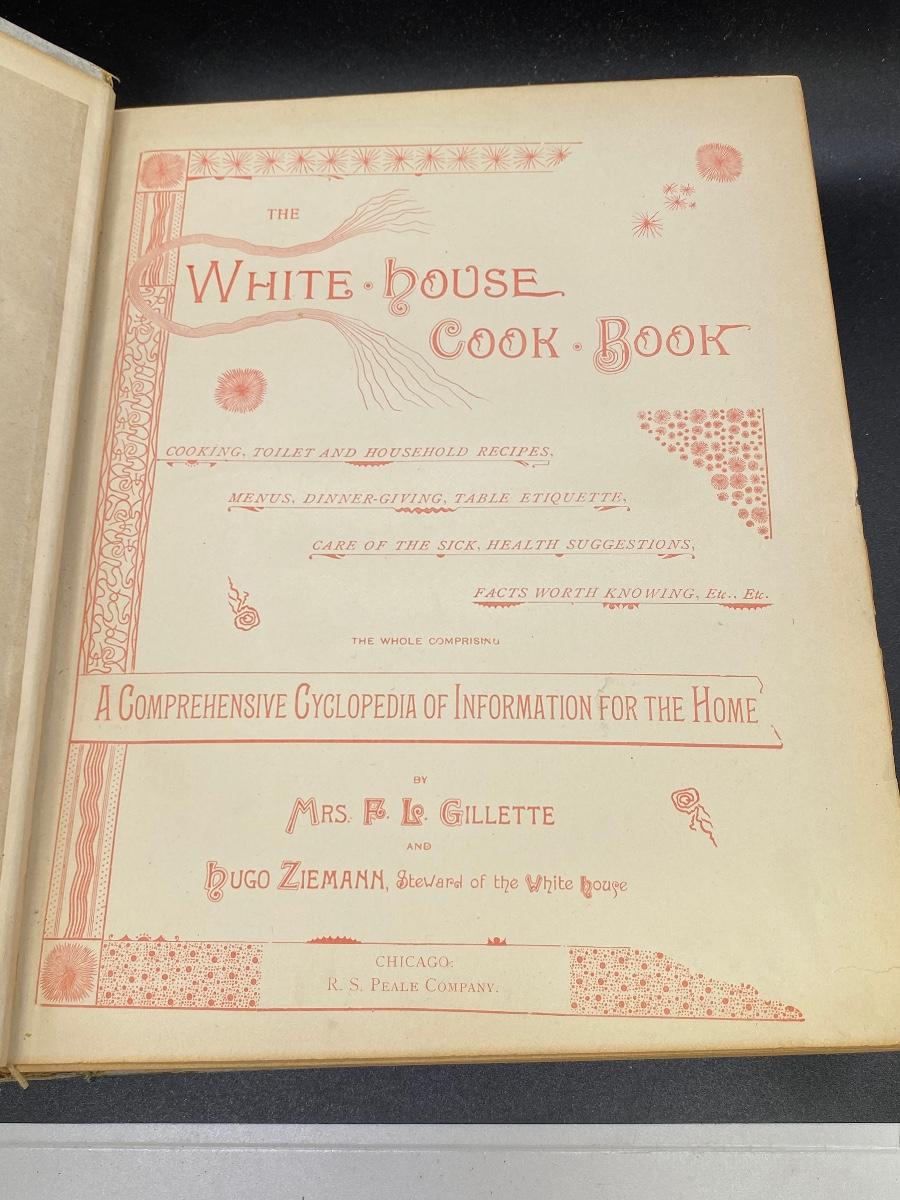 THE
WHITE · HOUSE
COOK · BOOK
COOKING, TOILET AND HOUSEHOLD RECIPES,
MENUS, DINNER-GIVING, TABLE ETIQUETTE,
CARE OF THE SICK, HEALTH SUGGESTIONS,
FACTS WORTH KNOWING, Etc., Etc.
THE WHOLE COMPRISING
A COMPREHENSIVE CYCLOPEDIA OF INFORMATION FOR THE HOME
BY
MRS. F. L. GILLETTE
AND
HUGO ZIEMANN, Steward of the White House
CHICAGO:
R. S. PEALE COMPANY.